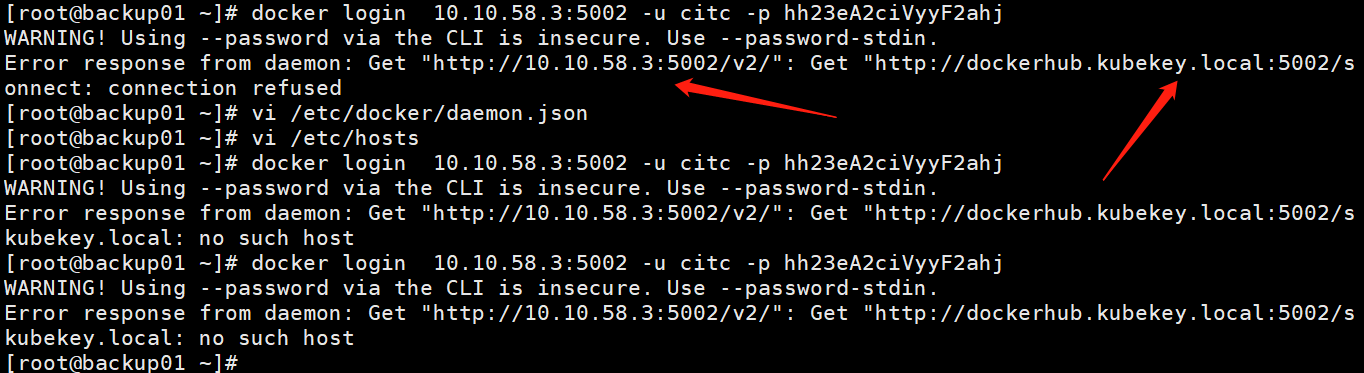 [root@backup01 ~]# docker login  10.10.58.3:5002 -u citc -p hh23eA2ciVyyF2ahj
WARNING! Using --password via the CLI is insecure. Use --password-stdin.
Error response from daemon: Get "http://10.10.58.3:5002/v2/": Get "http://dockerhub.kubekey.local:5002/s
onnect: connection refused
[root@backup01 ~]# vi /etc/docker/daemon.json
[root@backup01 ~]# vi /etc/hosts
[root@backup01 ~]# docker login  10.10.58.3:5002 -u citc -p hh23eA2ciVyyF2ahj
WARNING! Using --password via the CLI is insecure. Use --password-stdin.
Error response from daemon: Get "http://10.10.58.3:5002/v2/": Get "http://dockerhub.kubekey.local:5002/s
kubekey.local: no such host
[root@backup01 ~]# docker login  10.10.58.3:5002 -u citc -p hh23eA2ciVyyF2ahj
WARNING! Using --password via the CLI is insecure. Use --password-stdin.
Error response from daemon: Get "http://10.10.58.3:5002/v2/": Get "http://dockerhub.kubekey.local:5002/s
kubekey.local: no such host
[root@backup01 ~]#